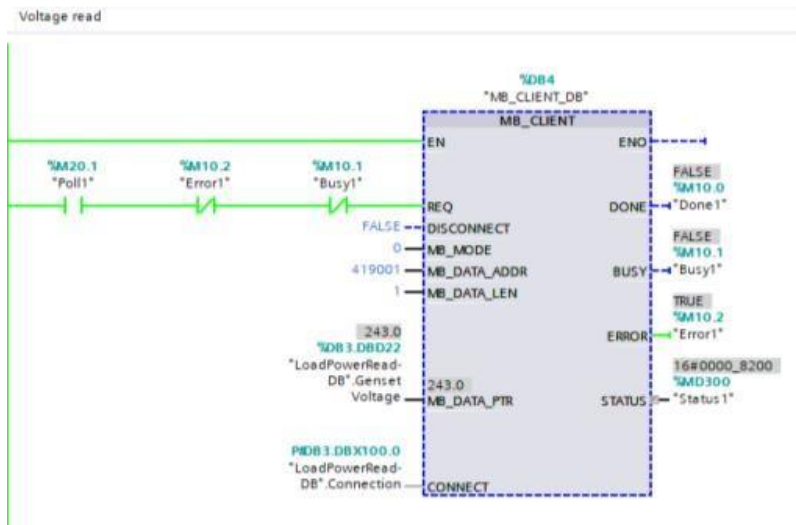 Voltage read
%DB4
"MB_CLIENT_DB"
MB_CLIENT
EN
ENO
%M20.1
"Poll1"
%M10.2
"Error1"
%M10.1
"Busy1"
REQ
FALSE
DISCONNECT
0
MB_MODE
419001
MB_DATA_ADDR
1
MB_DATA_LEN
243.0
%DB3.DBD22
"LoadPowerRead-
DB".Genset
Voltage
243.0
MB_DATA_PTR
P#DB3.DBX100.0
"LoadPowerRead-
DB".Connection
CONNECT
FALSE
%M10.0
DONE
"Done1"
FALSE
%M10.1
BUSY
"Busy1"
TRUE
%M10.2
ERROR
"Error1"
16#0000_8200
%MD300
STATUS
"Status1"